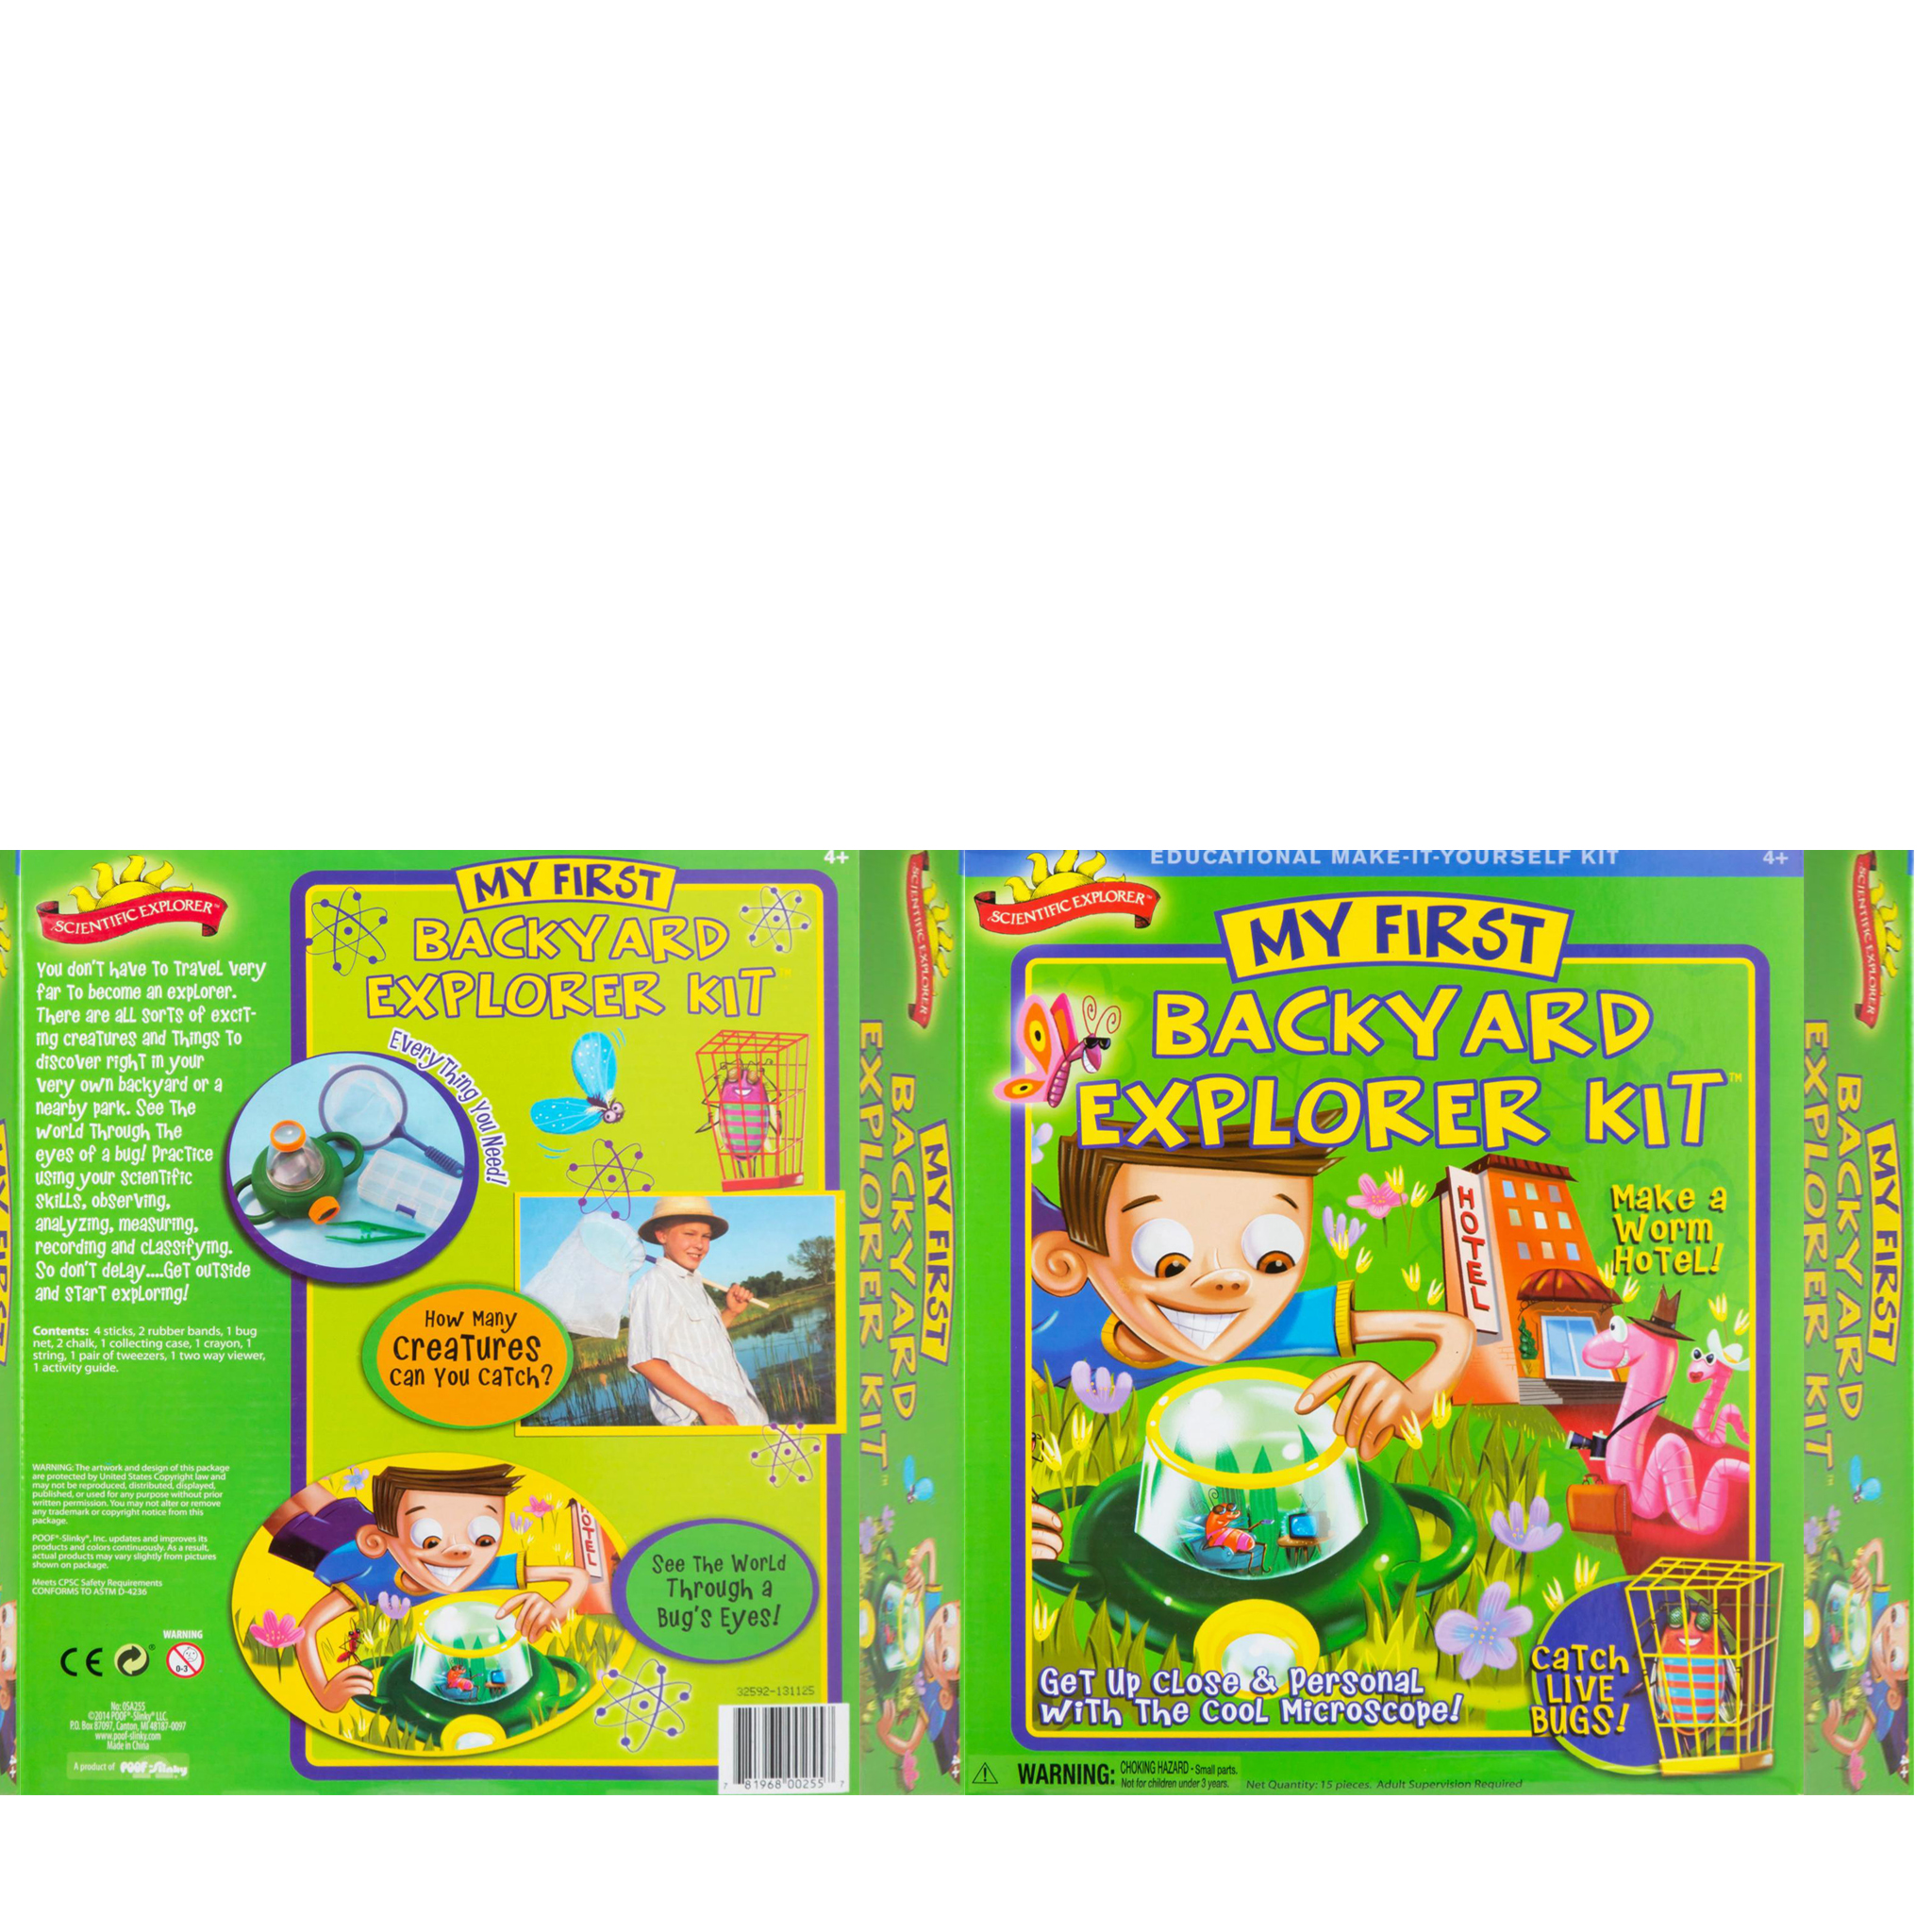 SCIENTIFIC EXPLORER™
You don't have to travel very
far to become an explorer.
There are all sorts of excit-
ing creatures and things to
discover right in your
very own backyard or a
nearby park. See the
world through the
eyes of a bug! Practice
using your scientific
skills, observing,
analyzing, measuring,
recording and classifying.
So don't delay....Get outside
and start exploring!
Contents: 4 sticks, 2 rubber bands, 1 bug
net, 2 chalk, 1 collecting case, 1 crayon, 1
string, 1 pair of tweezers, 1 two way viewer,
1 activity guide.
WARNING: The artwork and design of this package
are protected by United States Copyright law and
may not be reproduced, distributed, displayed,
published, or used for any purpose without prior
written permission. You may not alter or remove
any trademark or copyright notice from this
package.
POOF®-Slinky®, Inc. updates and improves its
products and colors continuously. As a result,
actual products may vary slightly from pictures
shown on package.
Meets CPSC Safety Requirements
CONFORMS TO ASTM D-4236
WARNING
CE
0-3
No: 0SA255
©2014 POOF®-Slinky® LLC.
P.O. Box 87097, Canton, MI 48187-0097
www.poof-slinky.com
Made in China
A product of POOF Slinky
4+
MY FIRST
BACKYARD
EXPLORER KIT™
Everything You Need!
How Many
Creatures
can You Catch?
HOTEL
See The World
Through a
Bug's Eyes!
32592-131125
7 81968 00255 7
SCIENTIFIC EXPLORER
MY FIRST
BACKYARD
EXPLORER KIT™
4+
EDUCATIONAL MAKE-IT-YOURSELF KIT
4+
SCIENTIFIC EXPLORER™
MY FIRST
BACKYARD
EXPLORER KIT™
HOTEL
Make a
Worm
Hotel!
Get Up Close & Personal
With The Cool Microscope!
Catch
LIVE
BUGS!
WARNING: CHOKING HAZARD - Small parts.
Not for children under 3 years.
Net Quantity: 15 pieces. Adult Supervision Required
SCIENTIFIC EXPLORER
MY FIRST
BACKYARD
EXPLORER KIT™
4+